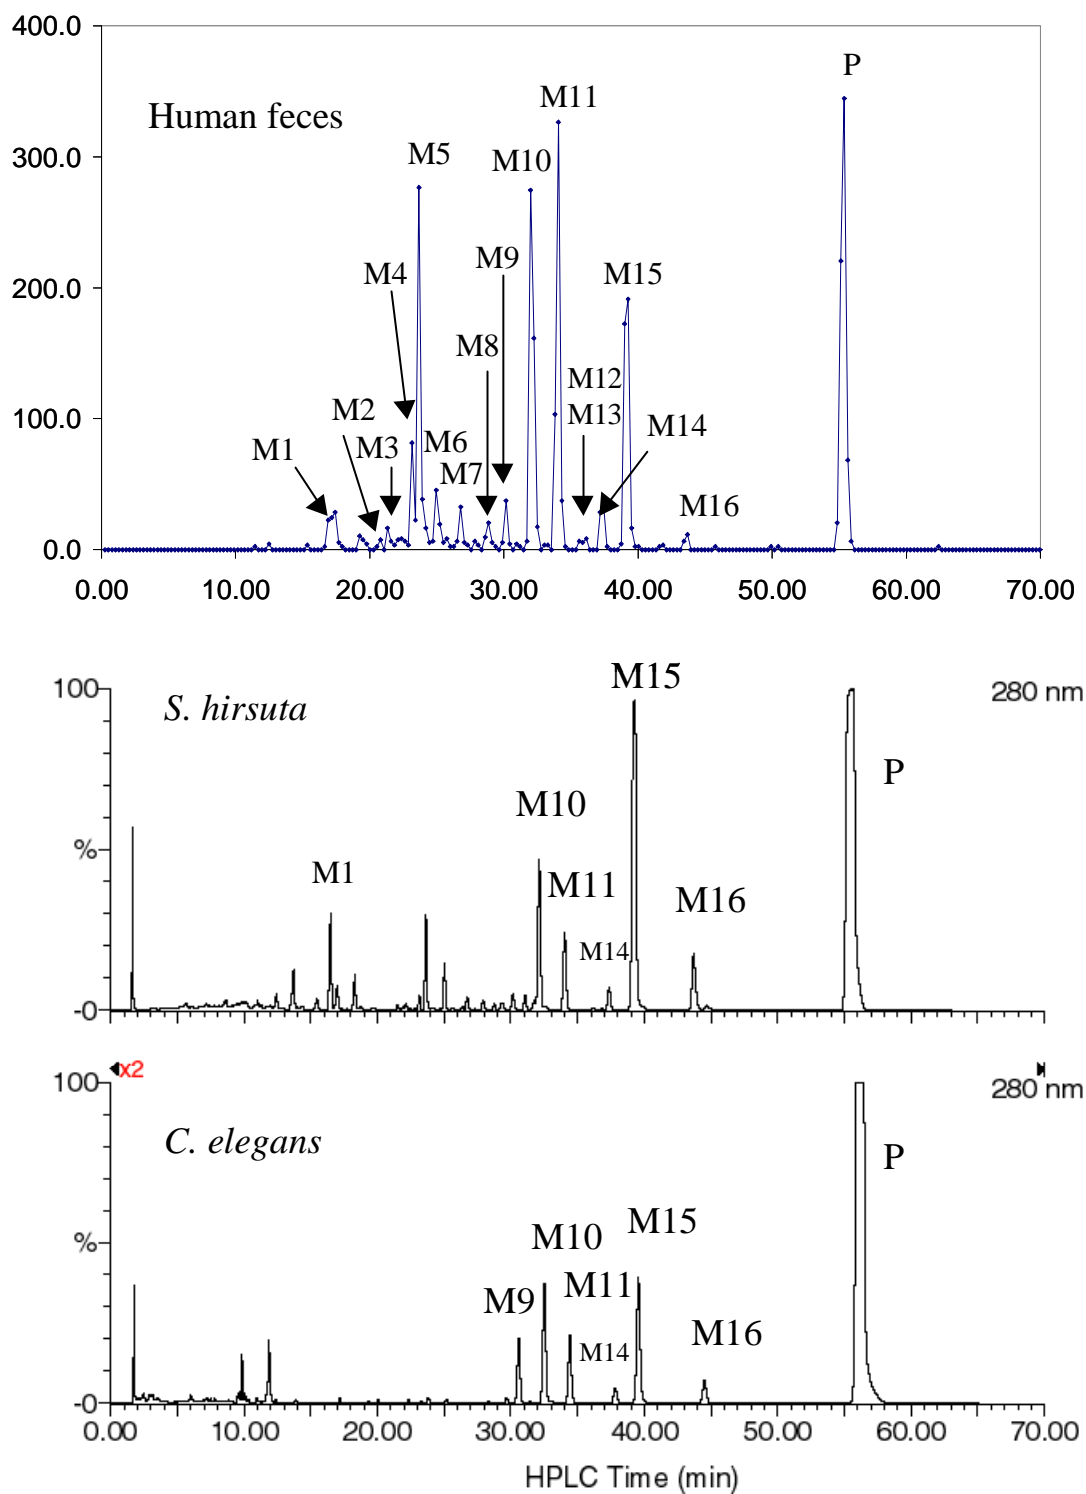 400.0
P
M11
Human feces
M5
M10
300.0
M9
M4
M15
200.0
M8
M12
M2
M13
M14
100.0
M1
M3
M6
M7
M16
0.0
0.00 10.00 20.00 30.00 40.00 50.00 60.00 70.00
M15
100
S. hirsuta
280 nm
P
M10
%
M1
M11
M16
M14
-0
x2
100
280 nm
C. elegans
P
M15
M10
%
M11
M9
M16
M14
-0
0.00 10.00 20.00 30.00 40.00 50.00 60.00 70.00
HPLC Time (min)